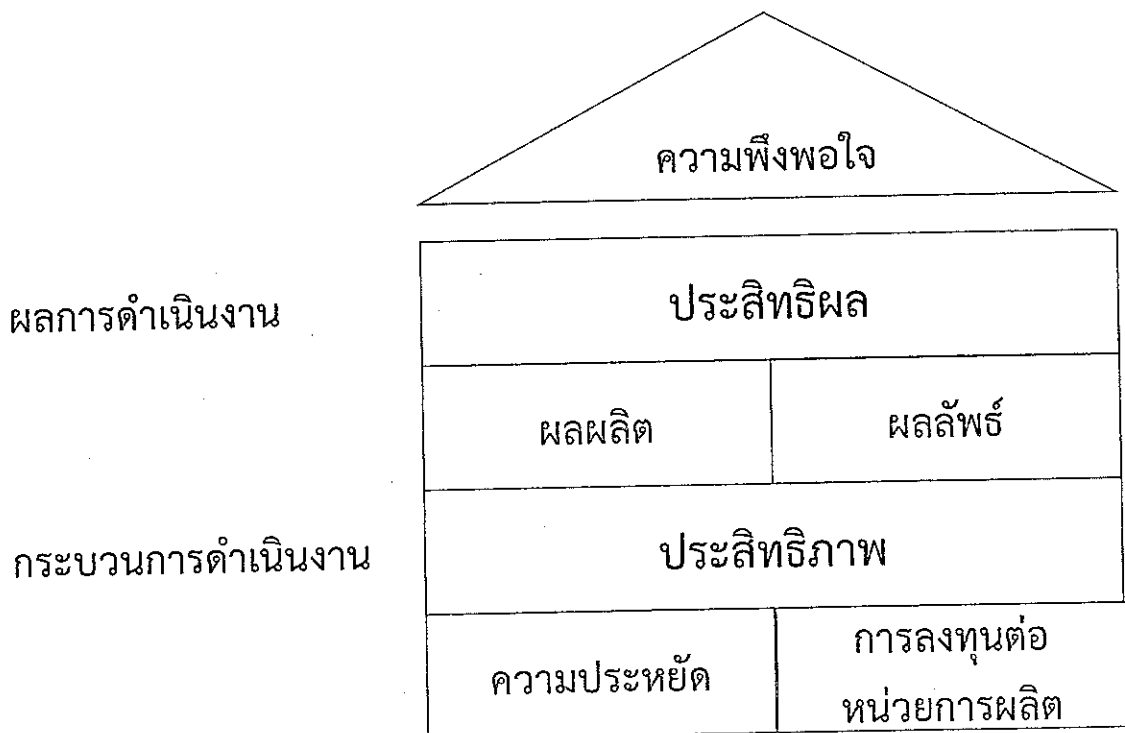 ความพึงพอใจ
ผลการดำเนินงาน
ประสิทธิผล
ผลผลิต
ผลลัพธ์
กระบวนการดำเนินงาน
ประสิทธิภาพ
ความประหยัด
การลงทุนต่อ
หน่วยการผลิต